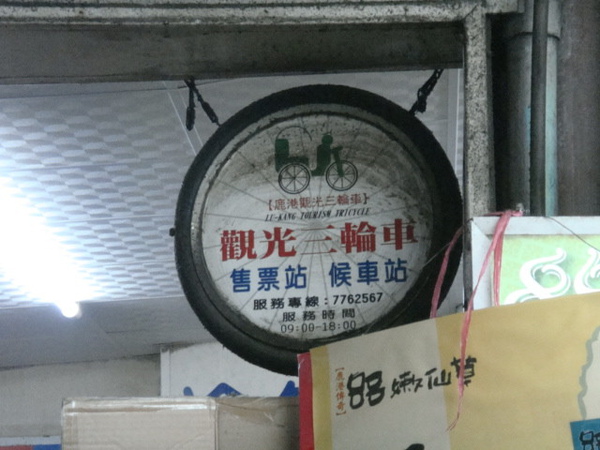 【鹿港觀光三輪車】
LU-KANG TOURISM TRICYCLE
觀光三輪車
售票站 候車站
服務專線:7762567
服務時間
09:00-18:00
【鹿港傳奇】
88嫩仙草